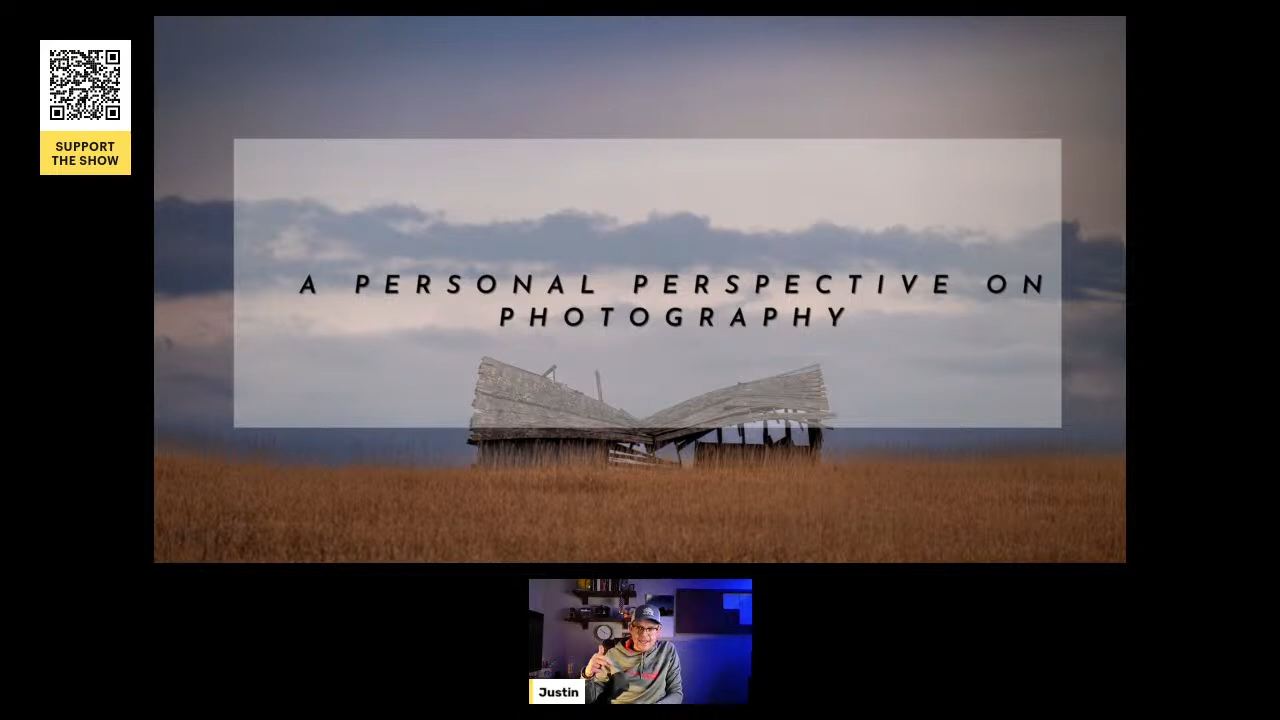 SUPPORT
THE SHOW
A PERSONAL PERSPECTIVE ON
PHOTOGRAPHY
Justin